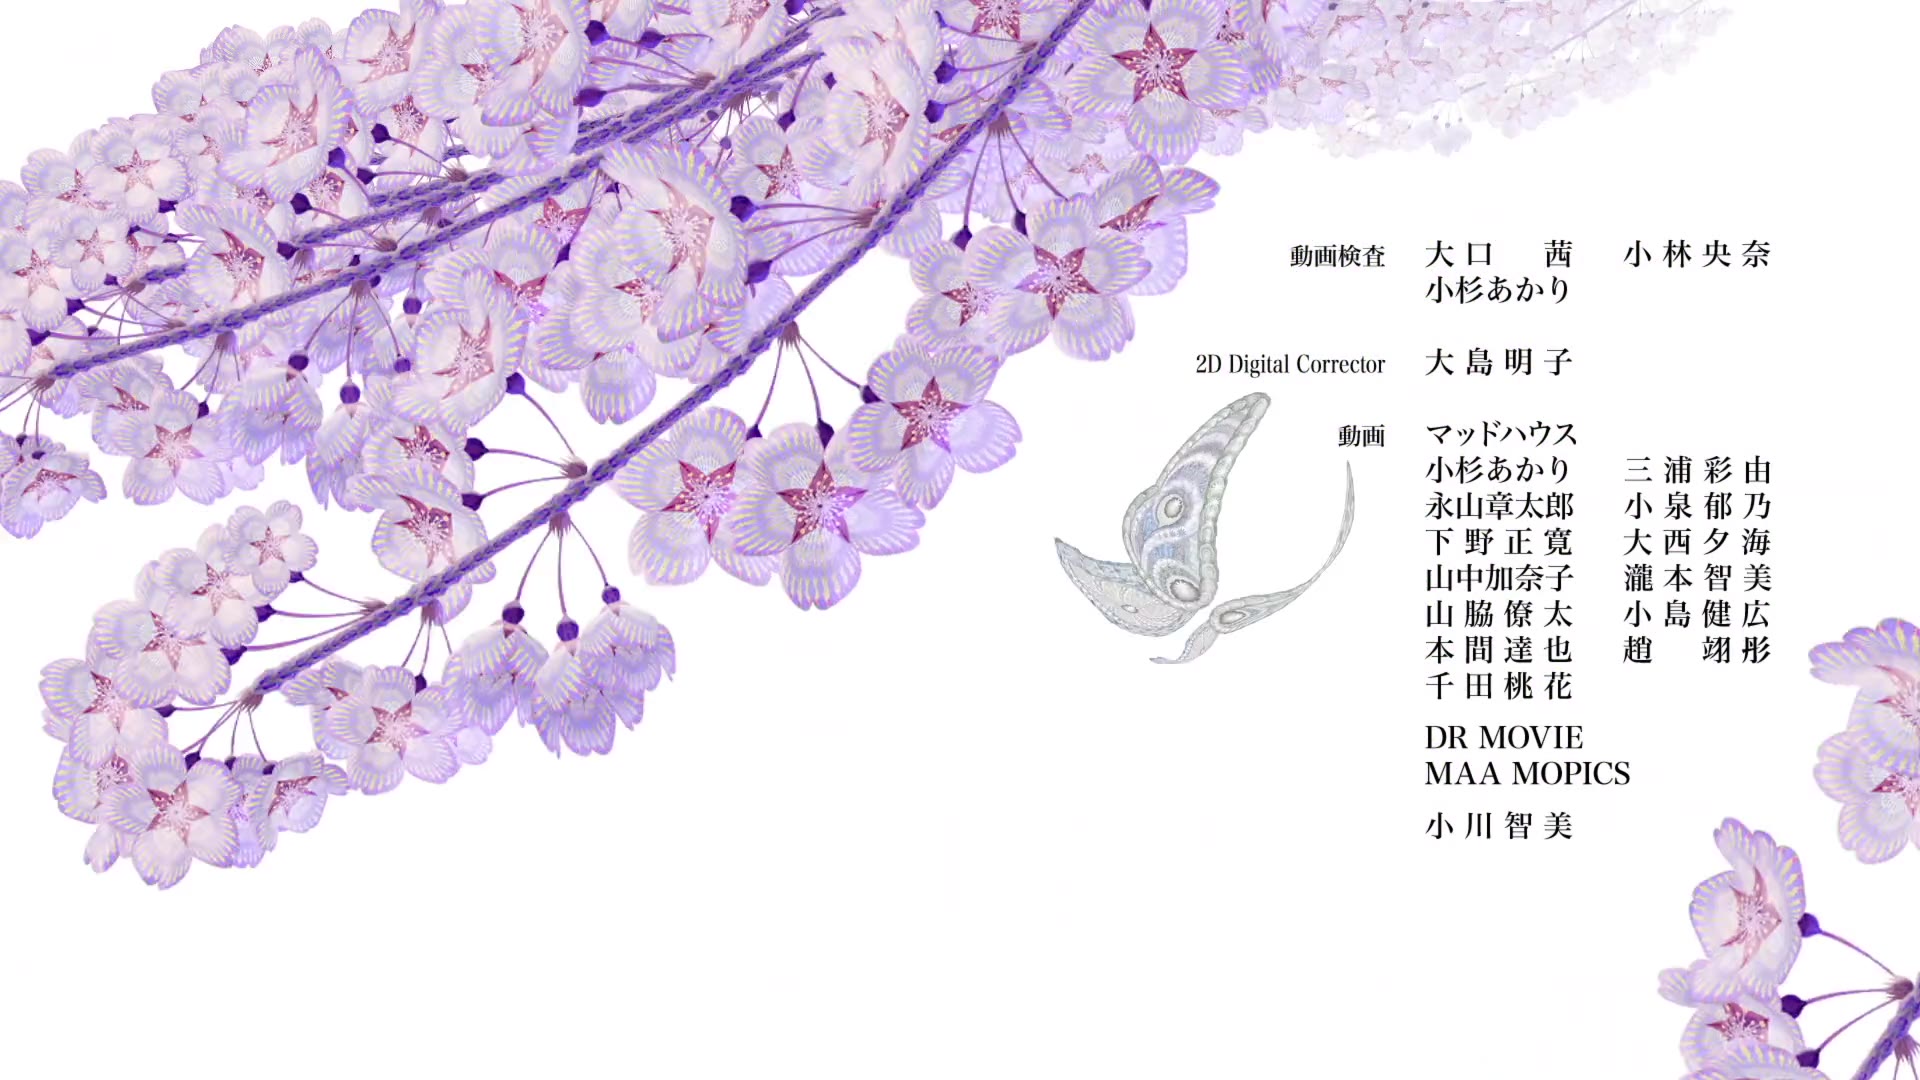 動画検査 大口 茜 小林央奈
小杉あかり
2D Digital Corrector 大島明子
動画 マッドハウス
小杉あかり 三浦彩由
永山章太郎 小泉郁乃
下野正寛 大西夕海
山中加奈子 瀧本智美
山脇僚太 小島健広
本間達也 趙 翊彤
千田桃花
DR MOVIE
MAA MOPICS
小川智美